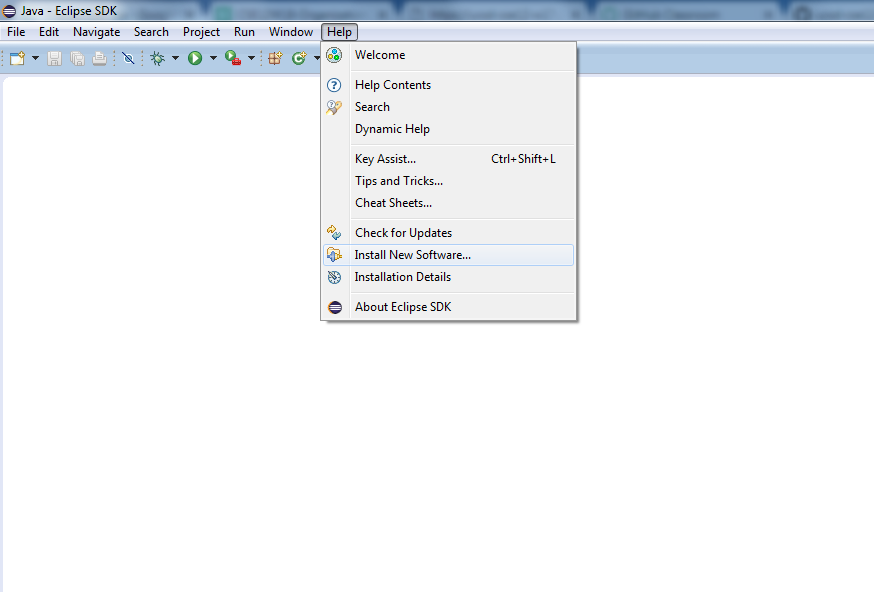 Java - Eclipse SDK
File Edit Navigate Search Project Run Window Help
Welcome
Help Contents
Search
Dynamic Help
Key Assist... Ctrl+Shift+L
Tips and Tricks...
Cheat Sheets...
Check for Updates
Install New Software...
Installation Details
About Eclipse SDK